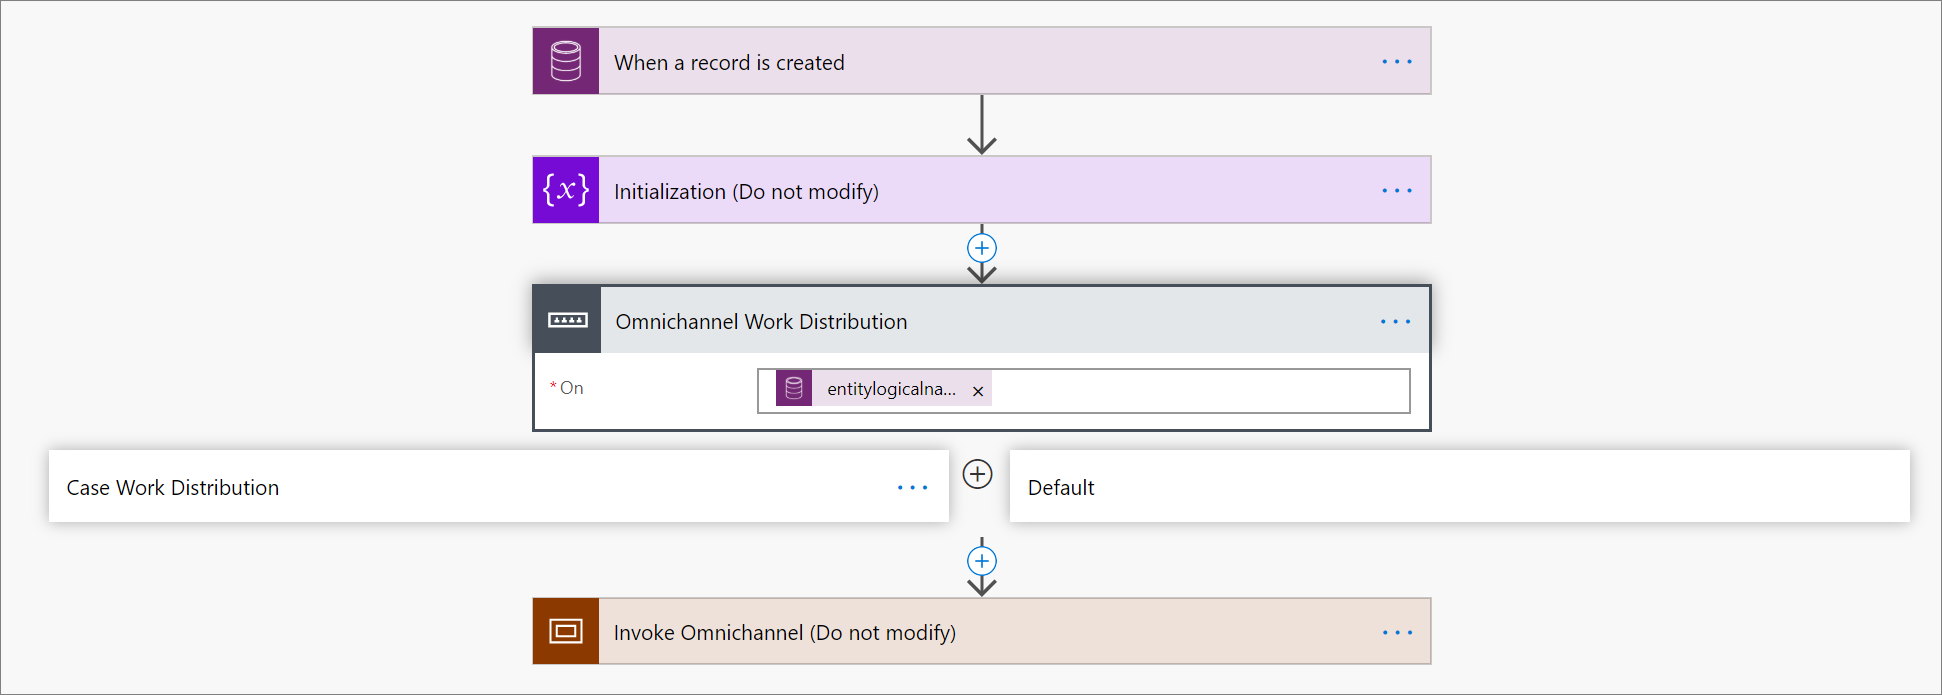 When a record is created
{x} Initialization (Do not modify)
Omnichannel Work Distribution
* On entitylogicalna... ×
Case Work Distribution
Default
Invoke Omnichannel (Do not modify)